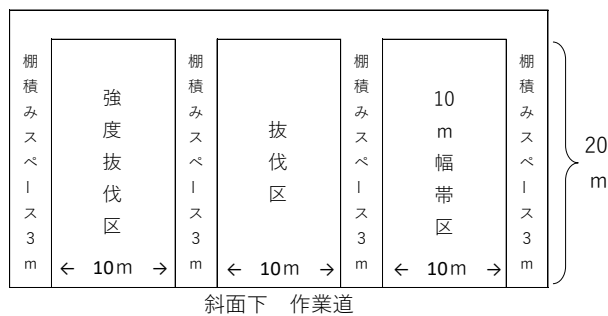 棚積みスペース3m
強度抜伐区
棚積みスペース3m
抜伐区
棚積みスペース3m
10m幅帯区
棚積みスペース3m
20m
← 10m →
← 10m →
← 10m →
斜面下　作業道